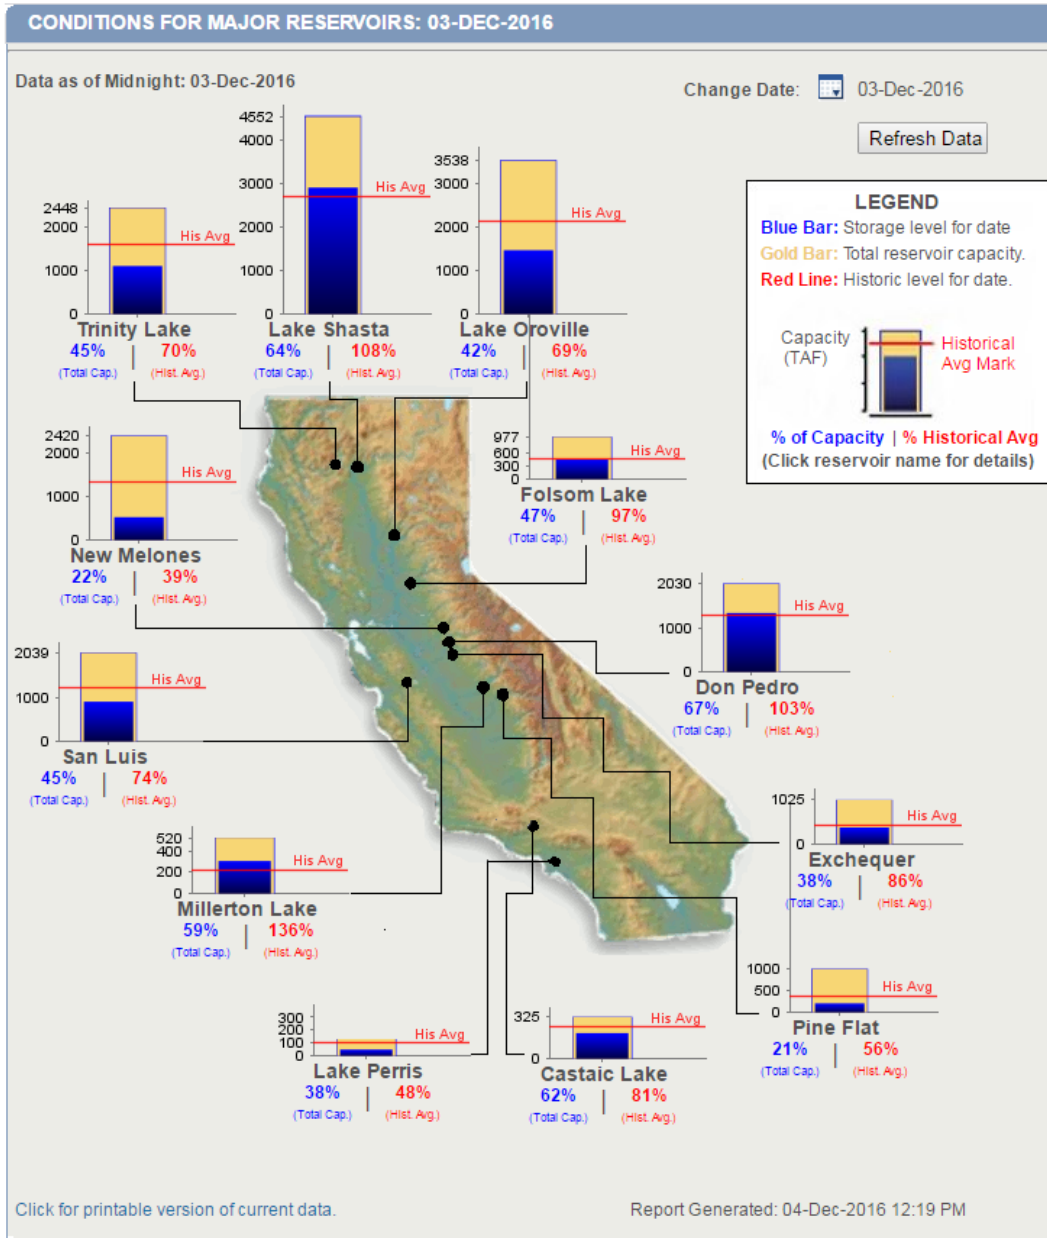 CONDITIONS FOR MAJOR RESERVOIRS: 03-DEC-2016
Data as of Midnight: 03-Dec-2016
Change Date: 03-Dec-2016
Refresh Data
LEGEND
Blue Bar: Storage level for date
Gold Bar: Total reservoir capacity.
Red Line: Historic level for date.
Capacity
(TAF)
Historical
Avg Mark
% of Capacity | % Historical Avg
(Click reservoir name for details)
2448
2000
1000
0
His Avg
Trinity Lake
45% | 70%
(Total Cap.) (Hist. Avg.)
4552
4000
3000
2000
1000
0
His Avg
Lake Shasta
64% | 108%
(Total Cap.) (Hist. Avg.)
3538
3000
2000
1000
0
His Avg
Lake Oroville
42% | 69%
(Total Cap.) (Hist. Avg.)
2420
2000
1000
0
His Avg
New Melones
22% | 39%
(Total Cap.) (Hist. Avg.)
977
600
300
0
His Avg
Folsom Lake
47% | 97%
(Total Cap.) (Hist. Avg.)
2030
1000
0
His Avg
Don Pedro
67% | 103%
(Total Cap.) (Hist. Avg.)
2039
1000
0
His Avg
San Luis
45% | 74%
(Total Cap.) (Hist. Avg.)
1025
0
His Avg
Exchequer
38% | 86%
(Total Cap.) (Hist. Avg.)
520
400
200
0
His Avg
Millerton Lake
59% | 136%
(Total Cap.) (Hist. Avg.)
1000
500
0
His Avg
Pine Flat
21% | 56%
(Total Cap.) (Hist. Avg.)
300
200
100
0
His Avg
Lake Perris
38% | 48%
(Total Cap.) (Hist. Avg.)
325
0
His Avg
Castaic Lake
62% | 81%
(Total Cap.) (Hist. Avg.)
Click for printable version of current data.
Report Generated: 04-Dec-2016 12:19 PM